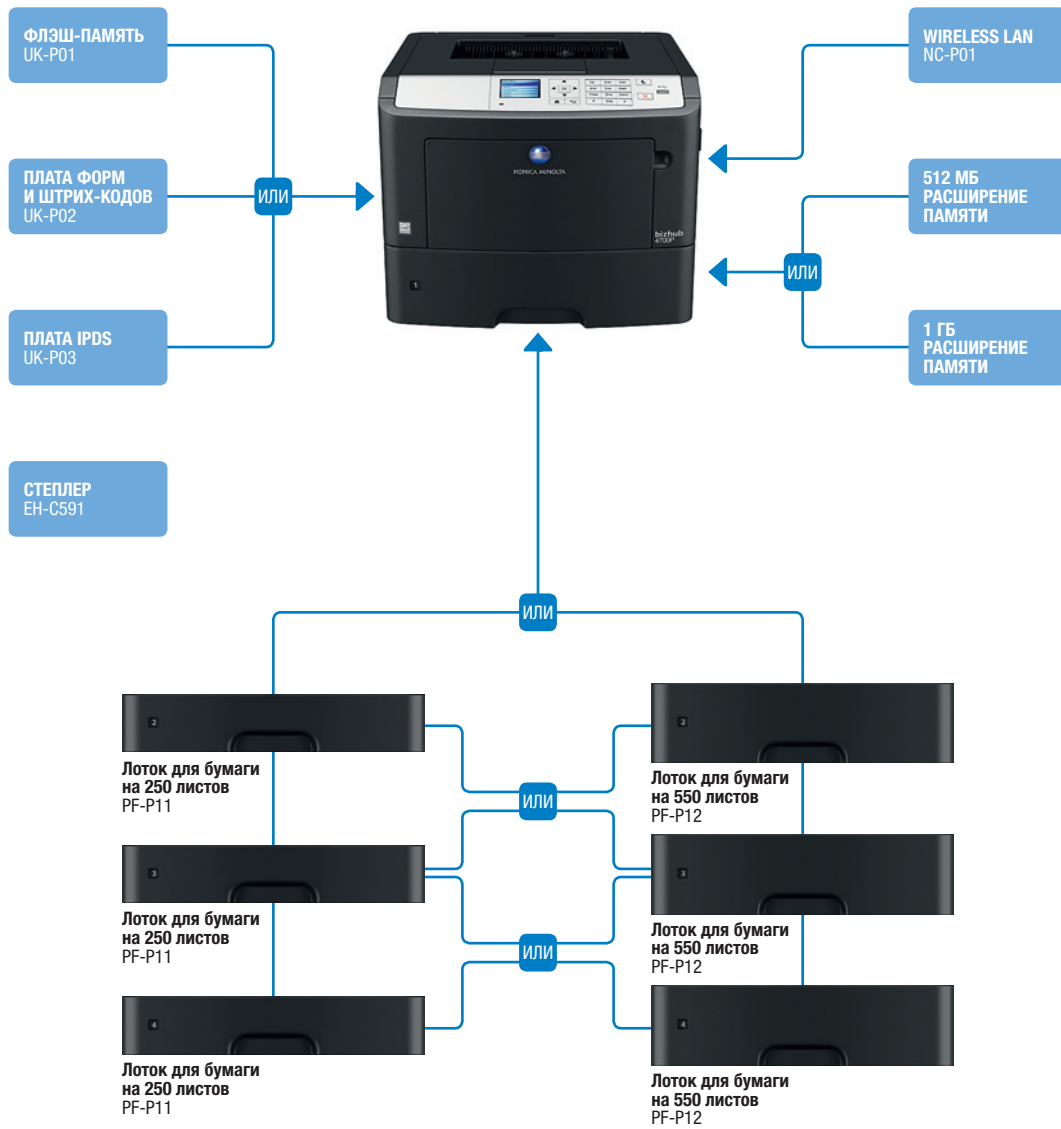 ФЛЭШ-ПАМЯТЬ
UK-P01
WIRELESS LAN
NC-P01
KONICA MINOLTA
ПЛАТА ФОРМ
И ШТРИХ-КОДОВ
UK-P02
ИЛИ
512 МБ
РАСШИРЕНИЕ
ПАМЯТИ
bizhub
4700P
ИЛИ
1
ПЛАТА IPDS
UK-P03
1 ГБ
РАСШИРЕНИЕ
ПАМЯТИ
СТЕПЛЕР
EH-C591
ИЛИ
2
Лоток для бумаги
на 250 листов
PF-P11
2
Лоток для бумаги
на 550 листов
PF-P12
ИЛИ
3
Лоток для бумаги
на 250 листов
PF-P11
3
Лоток для бумаги
на 550 листов
PF-P12
ИЛИ
4
Лоток для бумаги
на 250 листов
PF-P11
4
Лоток для бумаги
на 550 листов
PF-P12